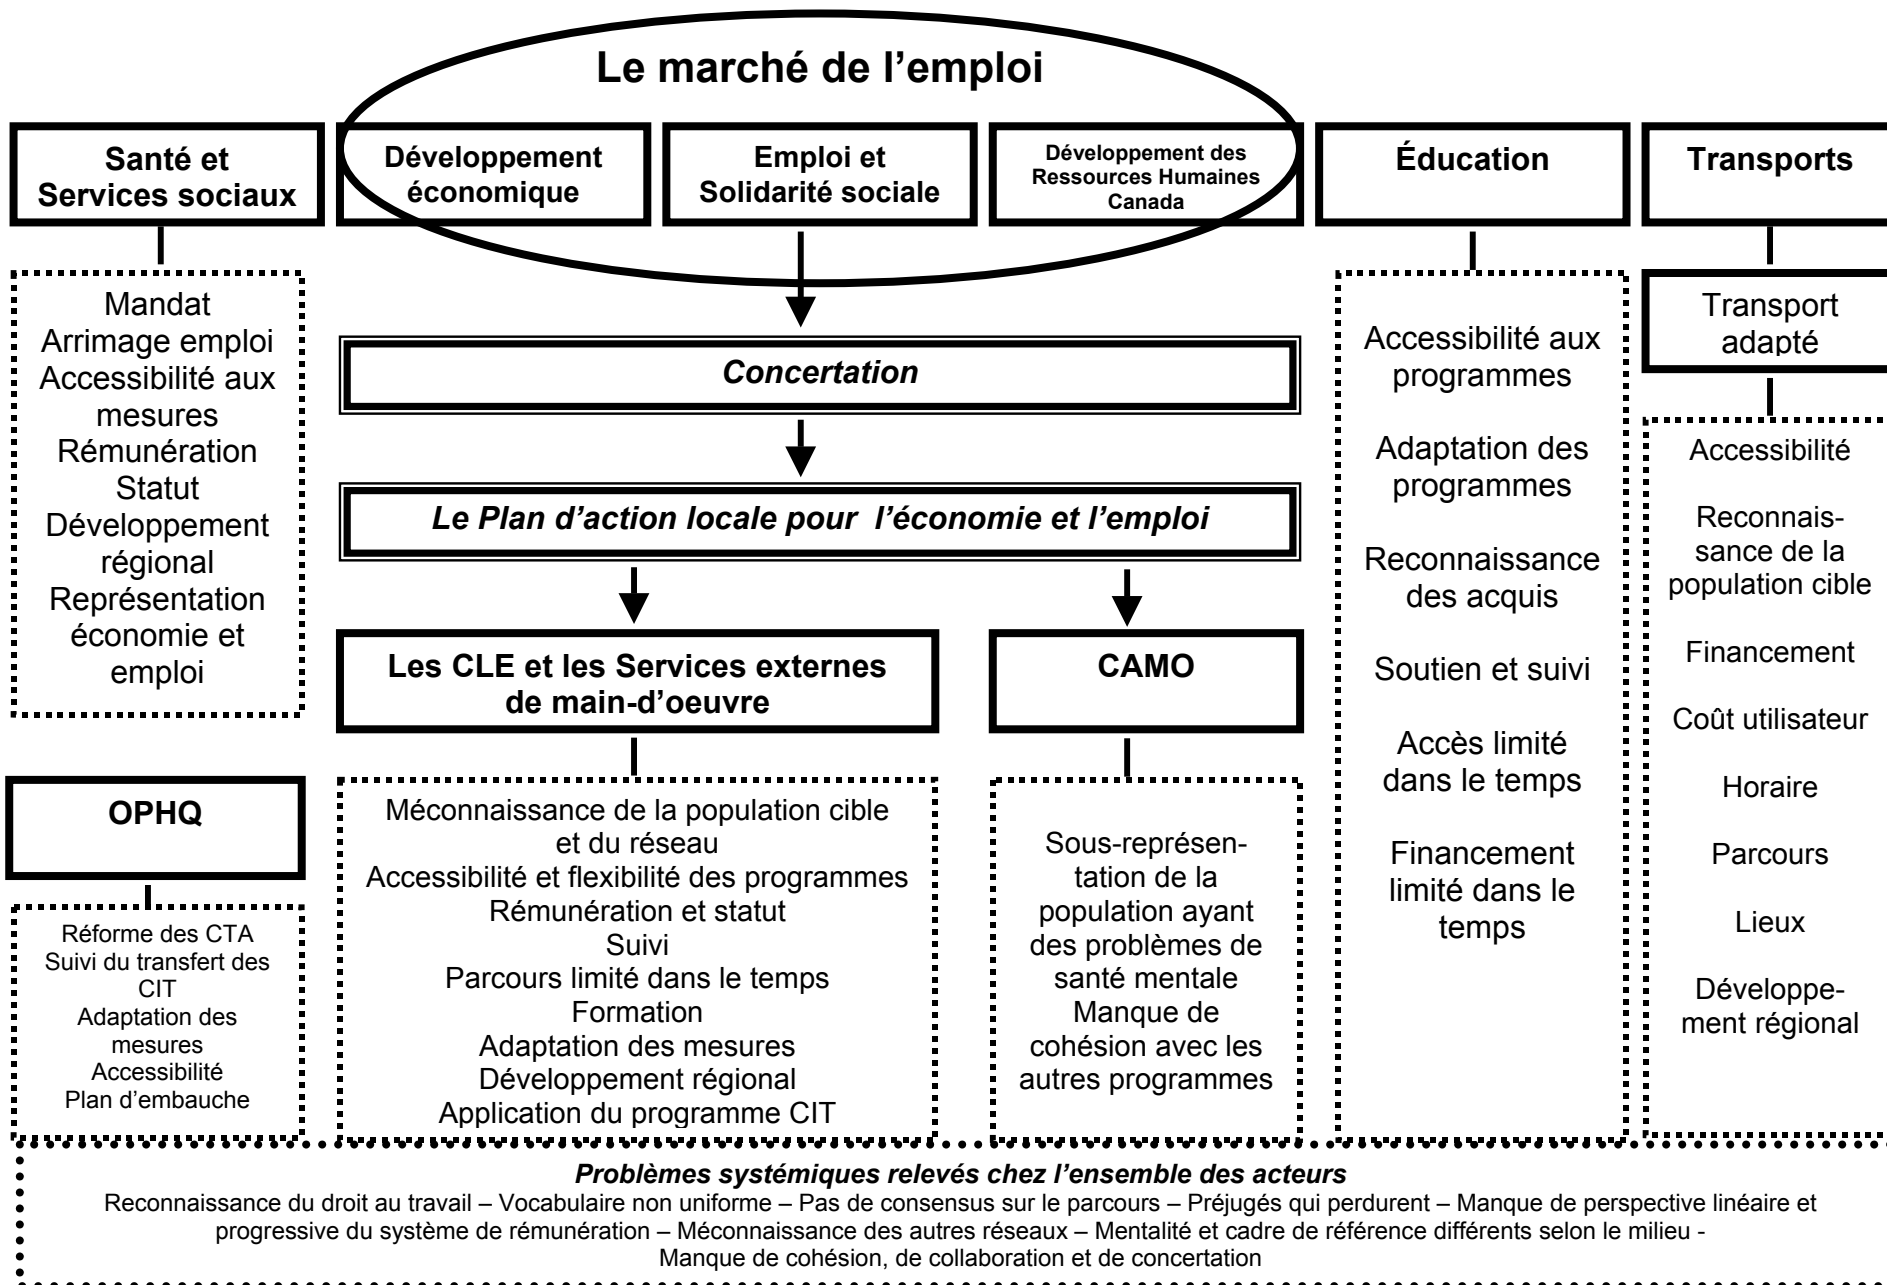 Le marché de l’emploi
Santé et
Services sociaux
Développement
économique
Emploi et
Solidarité sociale
Développement des
Ressources Humaines
Canada
Éducation
Transports
Mandat
Arrimage emploi
Accessibilité aux
mesures
Rémunération
Statut
Développement
régional
Représentation
économie et
emploi
OPHQ
Réforme des CTA
Suivi du transfert des
CIT
Adaptation des
mesures
Accessibilité
Plan d’embauche
Concertation
Le Plan d’action locale pour l’économie et l’emploi
Les CLE et les Services externes
de main-d’oeuvre
Méconnaissance de la population cible
et du réseau
Accessibilité et flexibilité des programmes
Rémunération et statut
Suivi
Parcours limité dans le temps
Formation
Adaptation des mesures
Développement régional
Application du programme CIT
CAMO
Sous-représen-
tation de la
population ayant
des problèmes de
santé mentale
Manque de
cohésion avec les
autres programmes
Accessibilité aux
programmes
Adaptation des
programmes
Reconnaissance
des acquis
Soutien et suivi
Accès limité
dans le temps
Financement
limité dans le
temps
Transport
adapté
Accessibilité
Reconnais-
sance de la
population cible
Financement
Coût utilisateur
Horaire
Parcours
Lieux
Développe-
ment régional
Problèmes systémiques relevés chez l’ensemble des acteurs
Reconnaissance du droit au travail – Vocabulaire non uniforme – Pas de consensus sur le parcours – Préjugés qui perdurent – Manque de perspective linéaire et
progressive du système de rémunération – Méconnaissance des autres réseaux – Mentalité et cadre de référence différents selon le milieu -
Manque de cohésion, de collaboration et de concertation